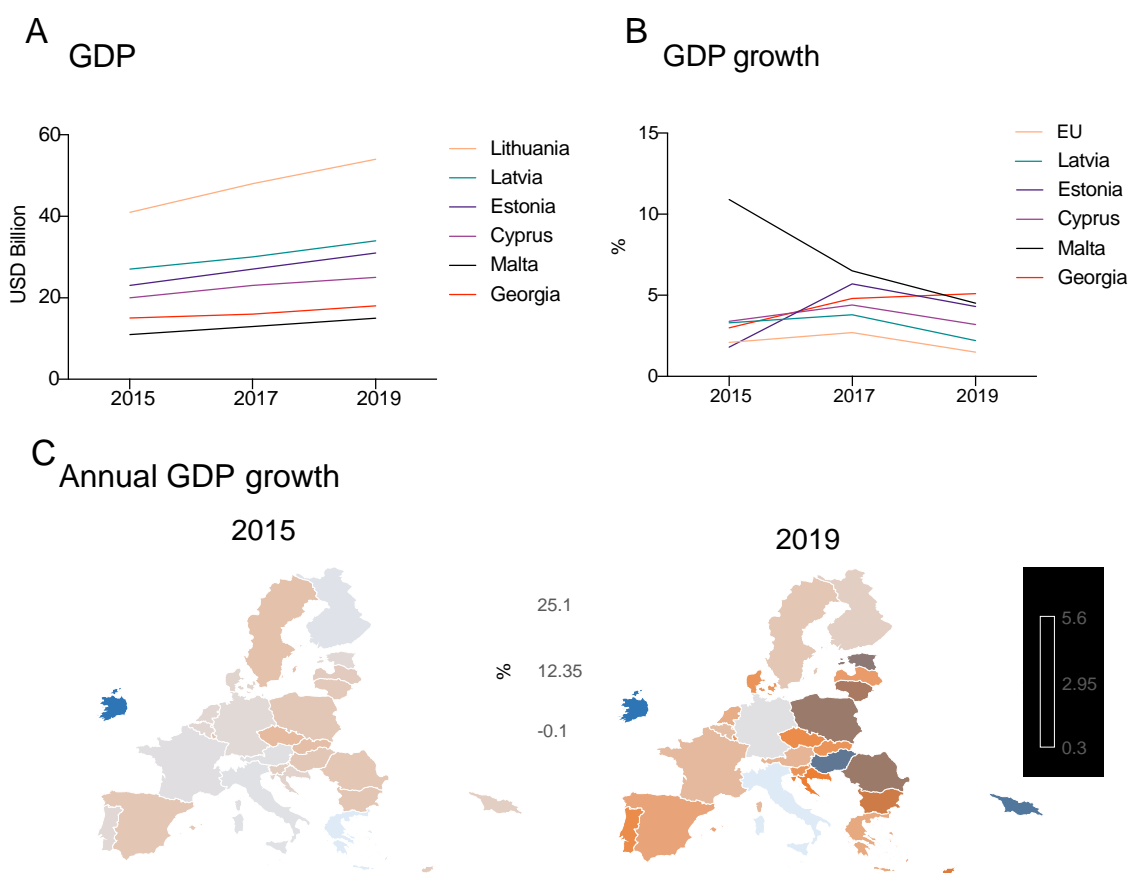 A
GDP
60
40
20
0
USD Billion
2015 2017 2019
Lithuania
Latvia
Estonia
Cyprus
Malta
Georgia
B
GDP growth
15
10
5
0
%
2015 2017 2019
EU
Latvia
Estonia
Cyprus
Malta
Georgia
C
Annual GDP growth
2015
25.1
%
12.35
-0.1
2019
5.6
2.95
0.3